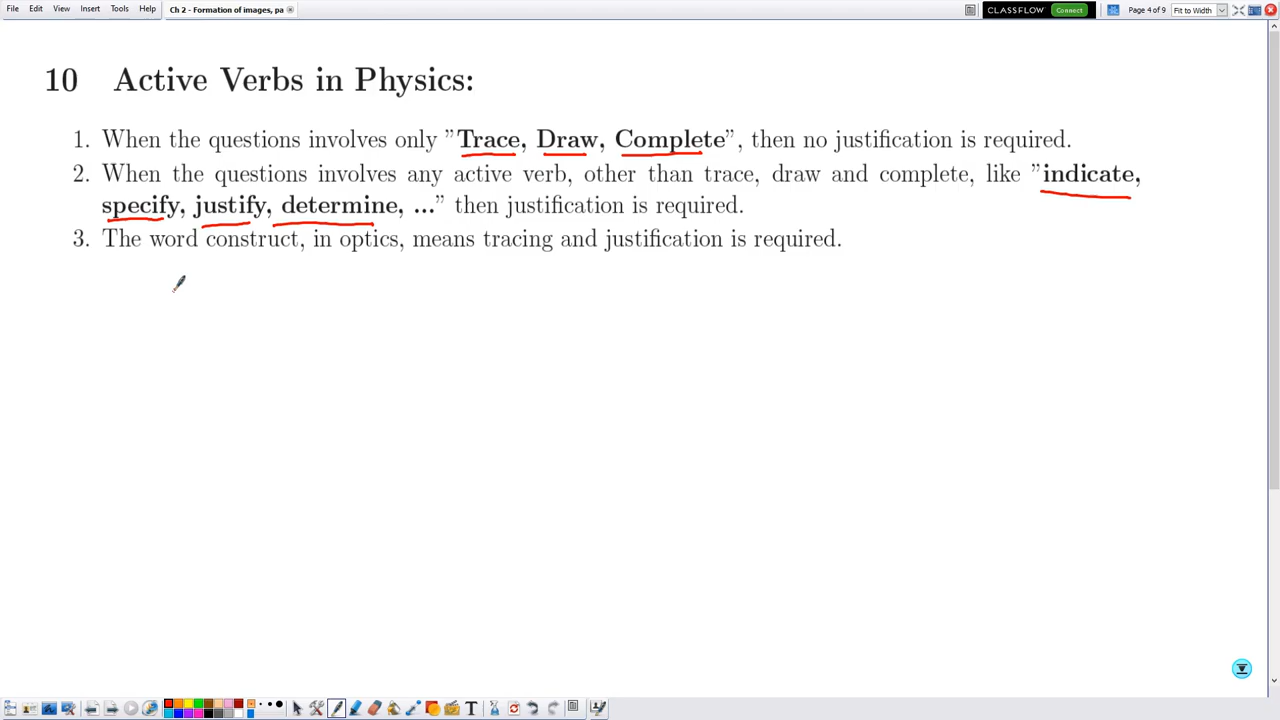 File Edit View Insert Tools Help Ch 2 - Formation of images, pa CLASSFLOW Connect Page 4 of 9 Fit to Width
10 Active Verbs in Physics:
1. When the questions involves only ”Trace, Draw, Complete”, then no justification is required.
2. When the questions involves any active verb, other than trace, draw and complete, like ”indicate,
specify, justify, determine, ...” then justification is required.
3. The word construct, in optics, means tracing and justification is required.